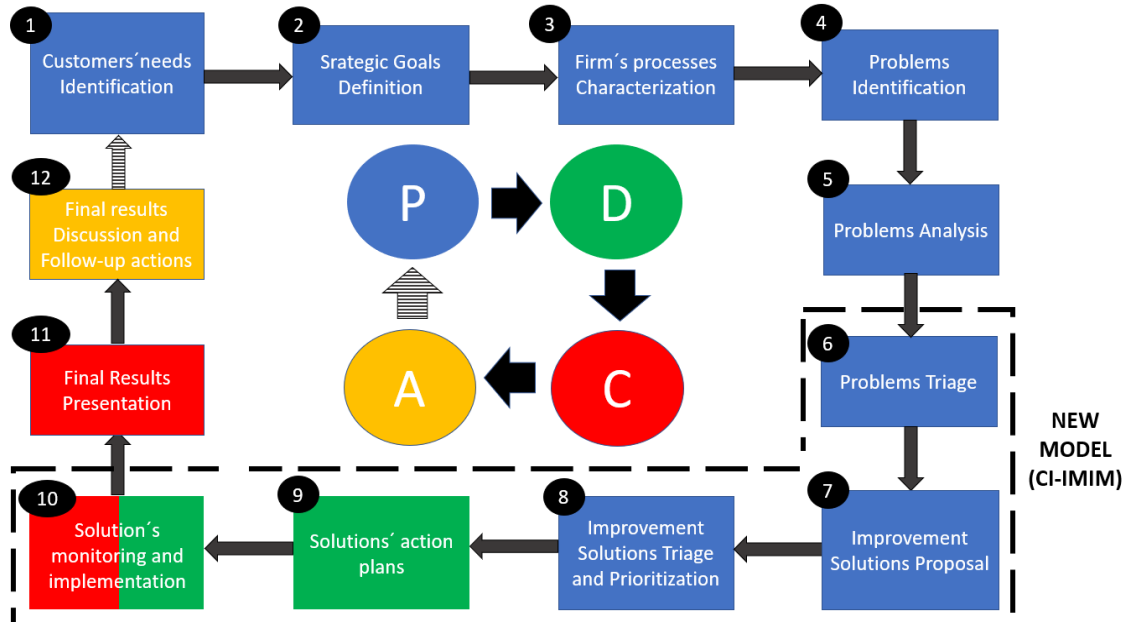 1
Customers´needs
Identification
2
Srategic Goals
Definition
3
Firm´s processes
Characterization
4
Problems
Identification
5
Problems Analysis
6
Problems Triage
7
Improvement
Solutions Proposal
8
Improvement
Solutions Triage
and Prioritization
9
Solutions´ action
plans
10
Solution´s
monitoring and
implementation
11
Final Results
Presentation
12
Final results
Discussion and
Follow-up actions
P
D
C
A
NEW
MODEL
(CI-IMIM)